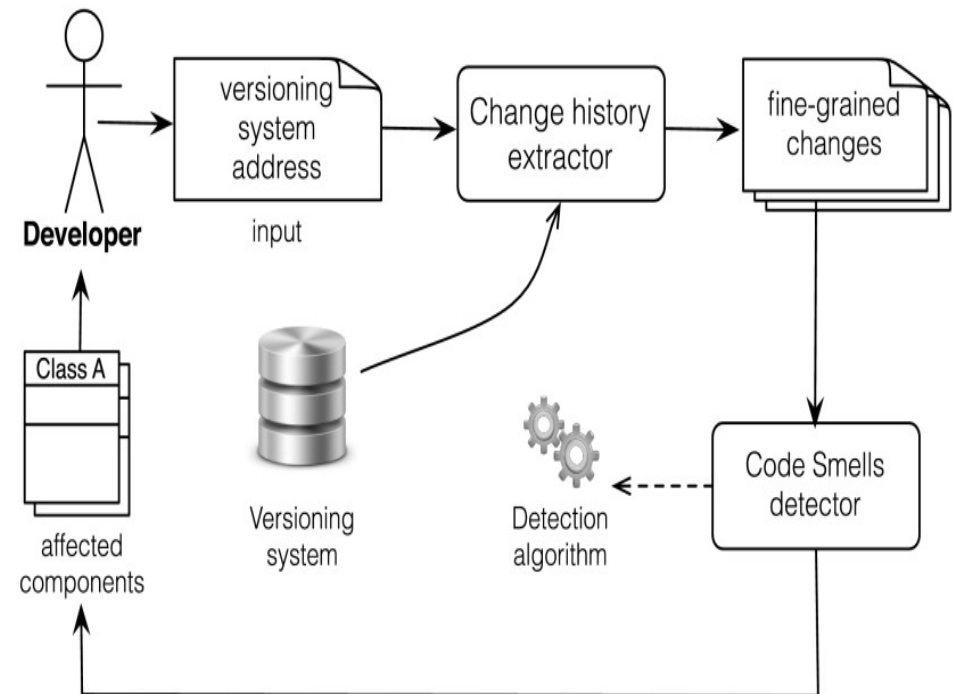 versioning
system
address
Change history
extractor
fine-grained
changes
Developer
input
Class A
Code Smells
detector
Versioning
system
Detection
algorithm
affected
components